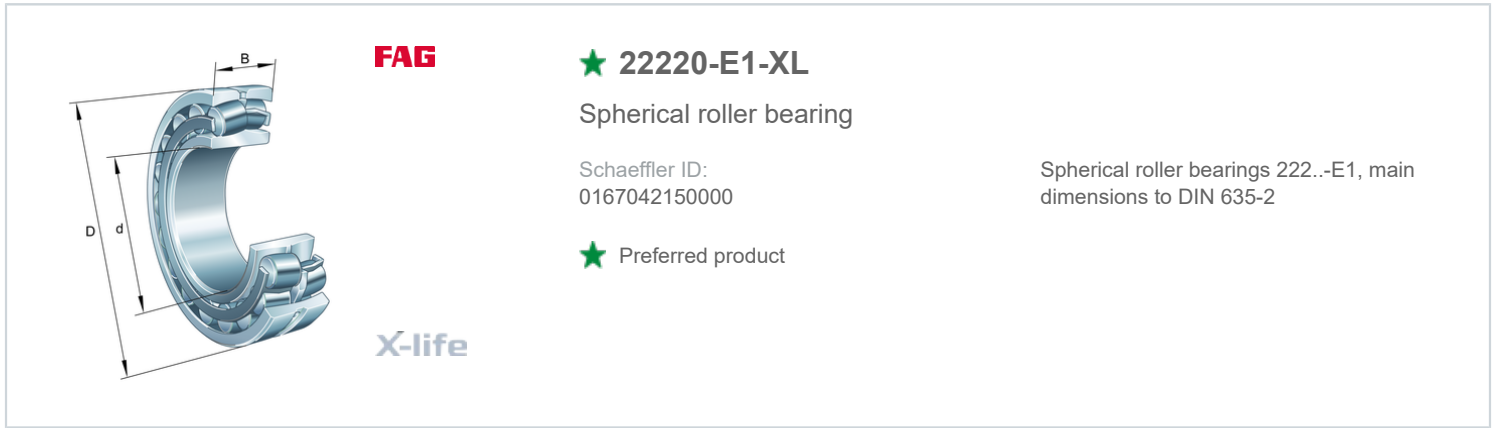 B
D
d
FAG
X-life
22220-E1-XL
Spherical roller bearing
Schaeffler ID:
0167042150000
Preferred product
Spherical roller bearings 222..-E1, main
dimensions to DIN 635-2